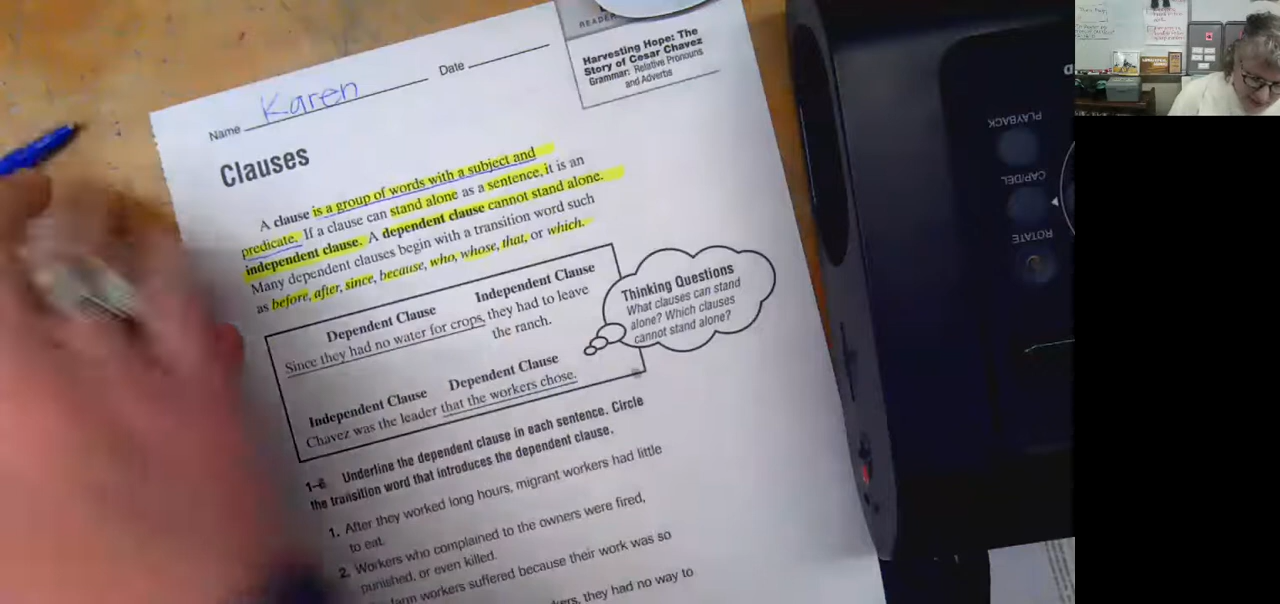 READER
Harvesting Hope: The
Story of Cesar Chavez
Grammar: Relative Pronouns
and Adverbs
Name Karen Date
Clauses
A clause is a group of words with a subject and
predicate. If a clause can stand alone as a sentence, it is an
independent clause. A dependent clause cannot stand alone.
Many dependent clauses begin with a transition word such
as before, after, since, because, who, whose, that, or which.
Dependent Clause Independent Clause
Since they had no water for crops, they had to leave
the ranch.
Independent Clause Dependent Clause
Chavez was the leader that the workers chose.
Thinking Questions
What clauses can stand
alone? Which clauses
cannot stand alone?
Underline the dependent clause in each sentence. Circle
the transition word that introduces the dependent clause.
1. After they worked long hours, migrant workers had little
to eat.
2. Workers who complained to the owners were fired,
punished, or even killed.
workers suffered because their work was so
they had no way to
PLAYBACK
CAP/DEL
ROTATE